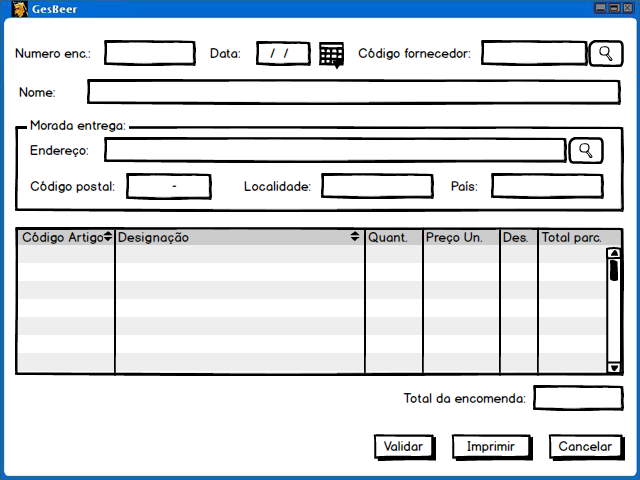 GesBeer
Numero enc.: Data: / / Código fornecedor:
Nome:
Morada entrega:
Endereço:
Código postal: - Localidade: País:
Código Artigo Designação Quant. Preço Un. Des. Total parc.
Total da encomenda:
Validar Imprimir Cancelar